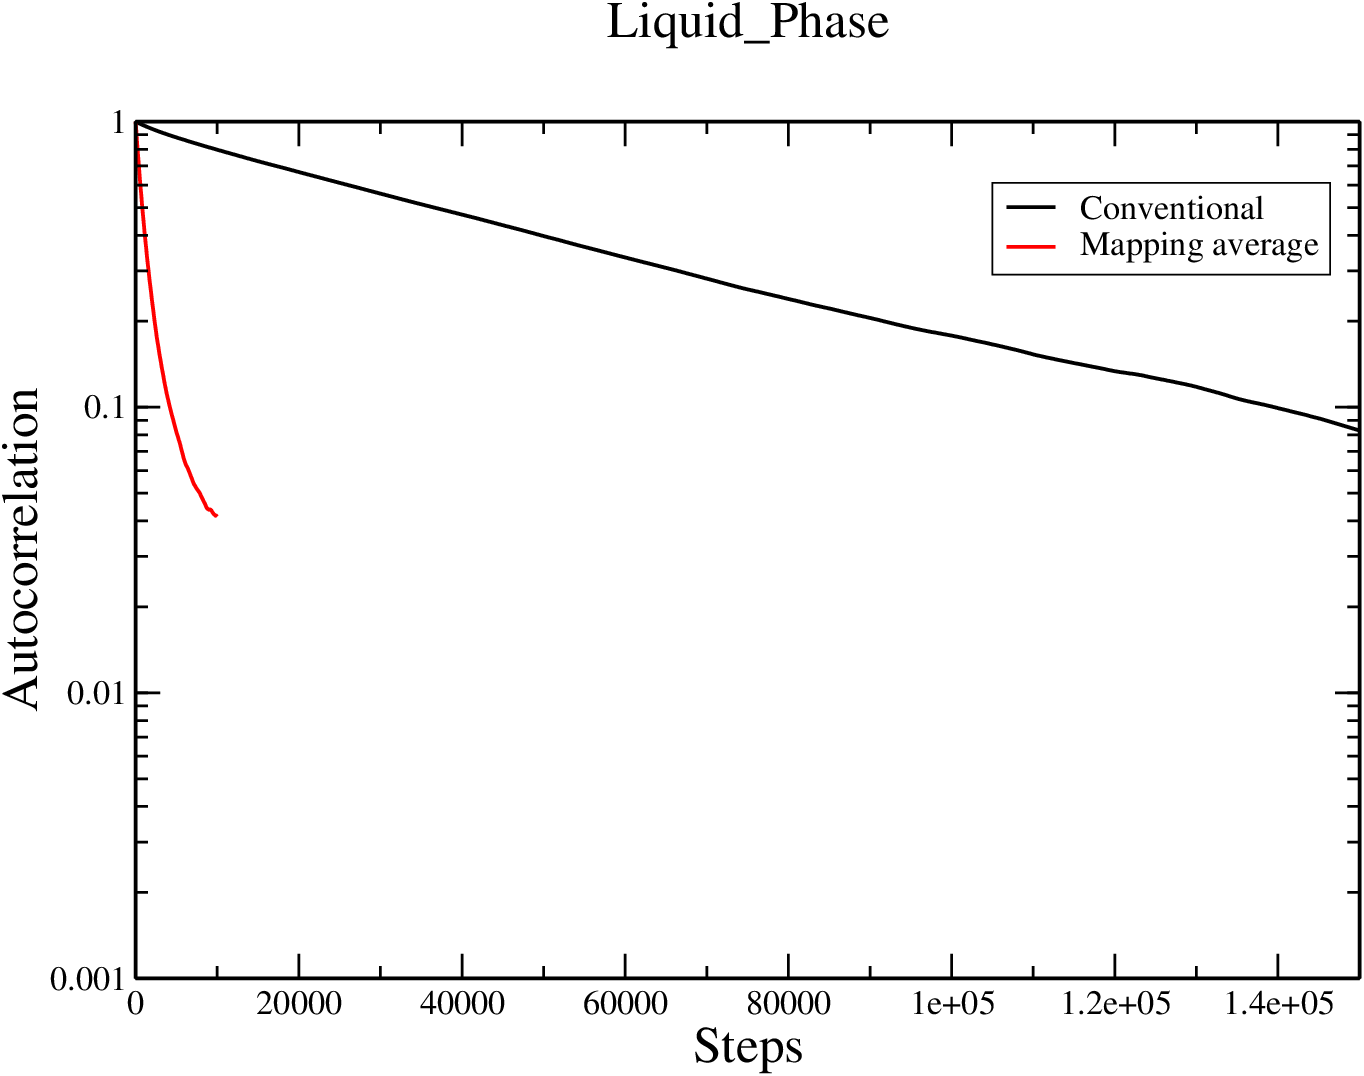 Liquid_Phase
Conventional
Mapping average
1
0.1
0.01
0.001
Autocorrelation
0 20000 40000 60000 80000 1e+05 1.2e+05 1.4e+05
Steps